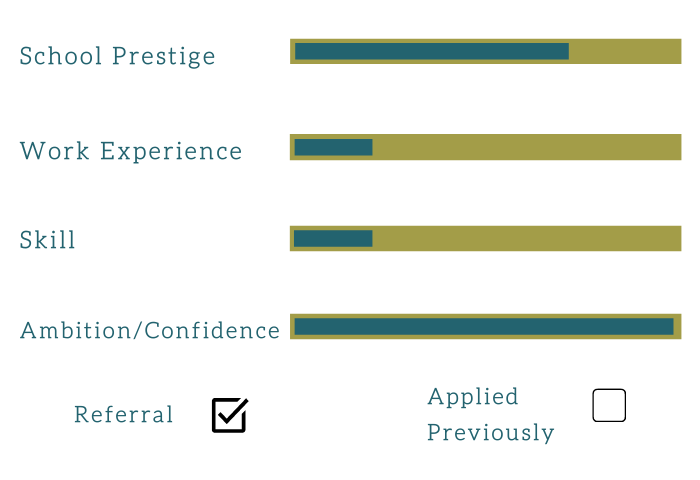 School Prestige
Work Experience
Skill
Ambition/Confidence
Referral
Applied
Previously